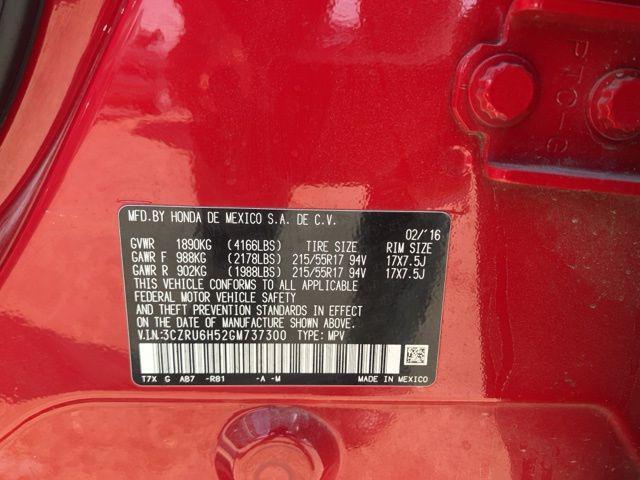 PTO-G
MFD.BY HONDA DE MEXICO S.A. DE C.V.
02/'16
GVWR 1890KG (4166LBS) TIRE SIZE RIM SIZE
GAWR F 988KG (2178LBS) 215/55R17 94V 17X7.5J
GAWR R 902KG (1988LBS) 215/55R17 94V 17X7.5J
THIS VEHICLE CONFORMS TO ALL APPLICABLE
FEDERAL MOTOR VEHICLE SAFETY
AND THEFT PREVENTION STANDARDS IN EFFECT
ON THE DATE OF MANUFACTURE SHOWN ABOVE.
V.I.N:3CZRU6H52GM737300 TYPE: MPV
T7X G AB7 -R81 -A -M MADE IN MEXICO